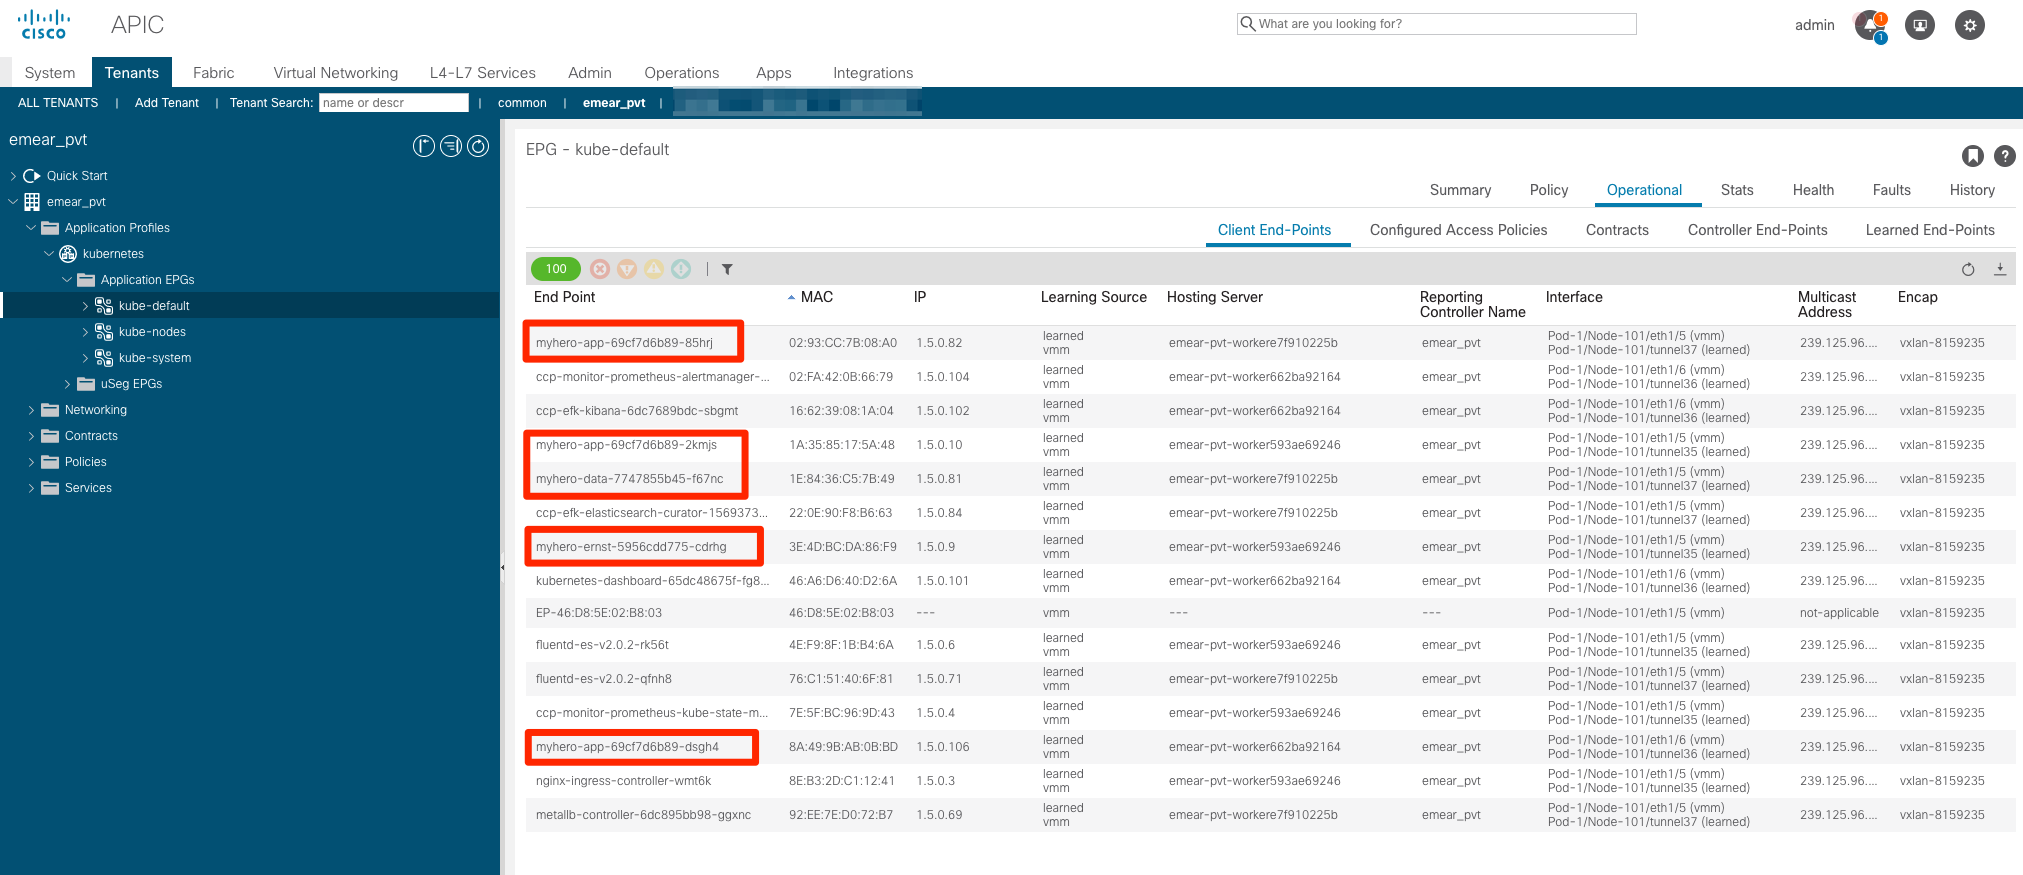 cisco
APIC
What are you looking for?
admin
1
1
System Tenants Fabric Virtual Networking L4-L7 Services Admin Operations Apps Integrations
ALL TENANTS | Add Tenant | Tenant Search: name or descr | common | emear_pvt |
emear_pvt
Quick Start
emear_pvt
Application Profiles
kubernetes
Application EPGs
kube-default
kube-nodes
kube-system
uSeg EPGs
Networking
Contracts
Policies
Services
EPG - kube-default
Summary Policy Operational Stats Health Faults History
Client End-Points Configured Access Policies Contracts Controller End-Points Learned End-Points
100
End Point MAC IP Learning Source Hosting Server Reporting Controller Name Interface Multicast Address Encap
myhero-app-69cf7d6b89-85hrj 02:93:CC:7B:08:A0 1.5.0.82 learned vmm emear-pvt-workere7f910225b emear_pvt Pod-1/Node-101/eth1/5 (vmm) Pod-1/Node-101/tunnel37 (learned) 239.125.96.... vxlan-8159235
ccp-monitor-prometheus-alertmanager-... 02:FA:42:0B:66:79 1.5.0.104 learned vmm emear-pvt-worker662ba92164 emear_pvt Pod-1/Node-101/eth1/6 (vmm) Pod-1/Node-101/tunnel36 (learned) 239.125.96.... vxlan-8159235
ccp-efk-kibana-6dc7689bdc-sbgmt 16:62:39:08:1A:04 1.5.0.102 learned vmm emear-pvt-worker662ba92164 emear_pvt Pod-1/Node-101/eth1/6 (vmm) Pod-1/Node-101/tunnel36 (learned) 239.125.96.... vxlan-8159235
myhero-app-69cf7d6b89-2kmjs 1A:35:85:17:5A:48 1.5.0.10 learned vmm emear-pvt-worker593ae69246 emear_pvt Pod-1/Node-101/eth1/5 (vmm) Pod-1/Node-101/tunnel35 (learned) 239.125.96.... vxlan-8159235
myhero-data-7747855b45-f67nc 1E:84:36:C5:7B:49 1.5.0.81 learned vmm emear-pvt-workere7f910225b emear_pvt Pod-1/Node-101/eth1/5 (vmm) Pod-1/Node-101/tunnel37 (learned) 239.125.96.... vxlan-8159235
ccp-efk-elasticsearch-curator-1569373... 22:0E:90:F8:B6:63 1.5.0.84 learned vmm emear-pvt-workere7f910225b emear_pvt Pod-1/Node-101/eth1/5 (vmm) Pod-1/Node-101/tunnel37 (learned) 239.125.96.... vxlan-8159235
myhero-ernst-5956cdd775-cdrhg 3E:4D:BC:DA:86:F9 1.5.0.9 learned vmm emear-pvt-worker593ae69246 emear_pvt Pod-1/Node-101/eth1/5 (vmm) Pod-1/Node-101/tunnel35 (learned) 239.125.96.... vxlan-8159235
kubernetes-dashboard-65dc48675f-fg8... 46:A6:D6:40:D2:6A 1.5.0.101 learned vmm emear-pvt-worker662ba92164 emear_pvt Pod-1/Node-101/eth1/6 (vmm) Pod-1/Node-101/tunnel36 (learned) 239.125.96.... vxlan-8159235
EP-46:D8:5E:02:B8:03 46:D8:5E:02:B8:03 --- vmm --- --- Pod-1/Node-101/eth1/5 (vmm) not-applicable vxlan-8159235
fluentd-es-v2.0.2-rk56t 4E:F9:8F:1B:B4:6A 1.5.0.6 learned vmm emear-pvt-worker593ae69246 emear_pvt Pod-1/Node-101/eth1/5 (vmm) Pod-1/Node-101/tunnel35 (learned) 239.125.96.... vxlan-8159235
fluentd-es-v2.0.2-qfnh8 76:C1:51:40:6F:81 1.5.0.71 learned vmm emear-pvt-workere7f910225b emear_pvt Pod-1/Node-101/eth1/5 (vmm) Pod-1/Node-101/tunnel37 (learned) 239.125.96.... vxlan-8159235
ccp-monitor-prometheus-kube-state-m... 7E:5F:BC:96:9D:43 1.5.0.4 learned vmm emear-pvt-worker593ae69246 emear_pvt Pod-1/Node-101/eth1/5 (vmm) Pod-1/Node-101/tunnel35 (learned) 239.125.96.... vxlan-8159235
myhero-app-69cf7d6b89-dsgh4 8A:49:9B:AB:0B:BD 1.5.0.106 learned vmm emear-pvt-worker662ba92164 emear_pvt Pod-1/Node-101/eth1/6 (vmm) Pod-1/Node-101/tunnel36 (learned) 239.125.96.... vxlan-8159235
nginx-ingress-controller-wmt6k 8E:B3:2D:C1:12:41 1.5.0.3 learned vmm emear-pvt-worker593ae69246 emear_pvt Pod-1/Node-101/eth1/5 (vmm) Pod-1/Node-101/tunnel35 (learned) 239.125.96.... vxlan-8159235
metallb-controller-6dc895bb98-ggxnc 92:EE:7E:D0:72:B7 1.5.0.69 learned vmm emear-pvt-workere7f910225b emear_pvt Pod-1/Node-101/eth1/5 (vmm) Pod-1/Node-101/tunnel37 (learned) 239.125.96.... vxlan-8159235